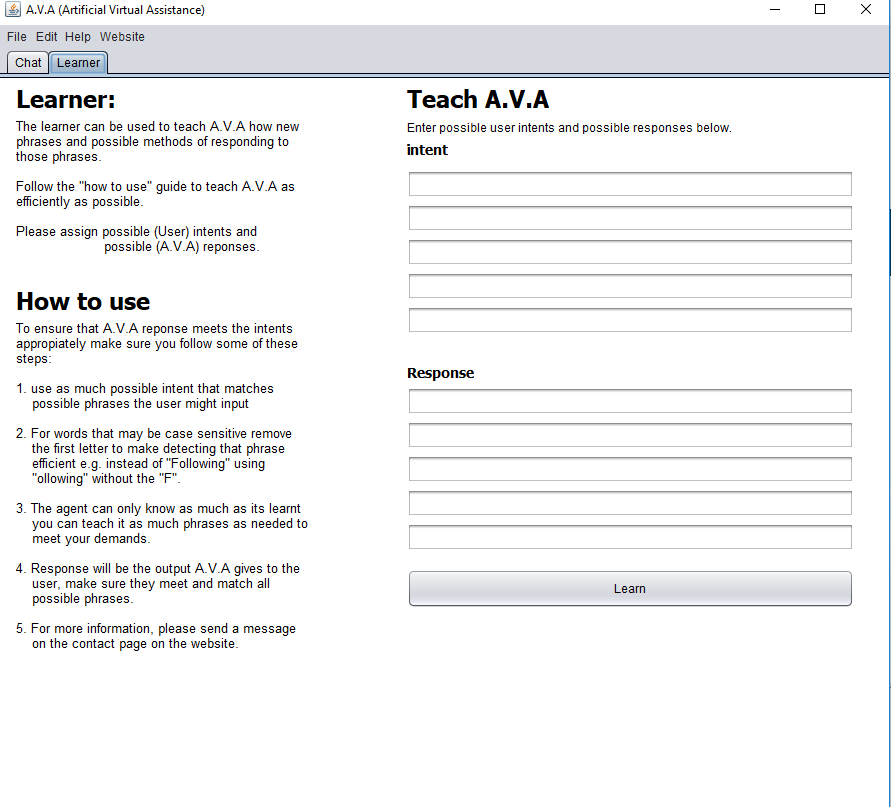 A.V.A (Artificial Virtual Assistance)
File Edit Help Website
Chat Learner
Learner:
The learner can be used to teach A.V.A how new
phrases and possible methods of responding to
those phrases.
Follow the "how to use" guide to teach A.V.A as
efficiently as possible.
Please assign possible (User) intents and
possible (A.V.A) reponses.
How to use
To ensure that A.V.A reponse meets the intents
appropiately make sure you follow some of these
steps:
1. use as much possible intent that matches
possible phrases the user might input
2. For words that may be case sensitive remove
the first letter to make detecting that phrase
efficient e.g. instead of "Following" using
"ollowing" without the "F".
3. The agent can only know as much as its learnt
you can teach it as much phrases as needed to
meet your demands.
4. Response will be the output A.V.A gives to the
user, make sure they meet and match all
possible phrases.
5. For more information, please send a message
on the contact page on the website.
Teach A.V.A
Enter possible user intents and possible responses below.
intent
Response
Learn